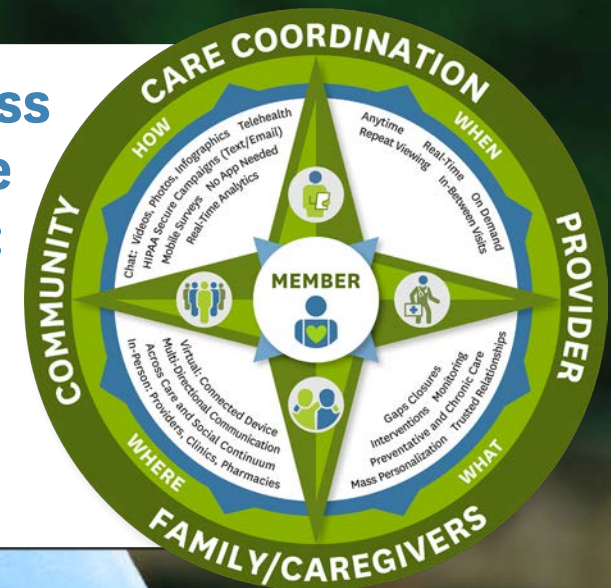 ss
e
:
CARE COORDINATION
HOW
Chat: Videos, Photos, Infographics Telehealth
HIPAA Secure Campaigns (Text/Email)
Mobile Surveys No App Needed
Real-Time Analytics
WHEN
Anytime Real-Time On Demand
Repeat Viewing In-Between Visits
COMMUNITY
MEMBER
PROVIDER
Virtual: Connected Device
Multi-Directional Communication
Across Care and Social Continuum
In-Person: Providers, Clinics, Pharmacies
WHERE
Gaps Closures
Interventions Monitoring
Preventative and Chronic Care
Mass Personalization Trusted Relationships
WHAT
FAMILY/CAREGIVERS